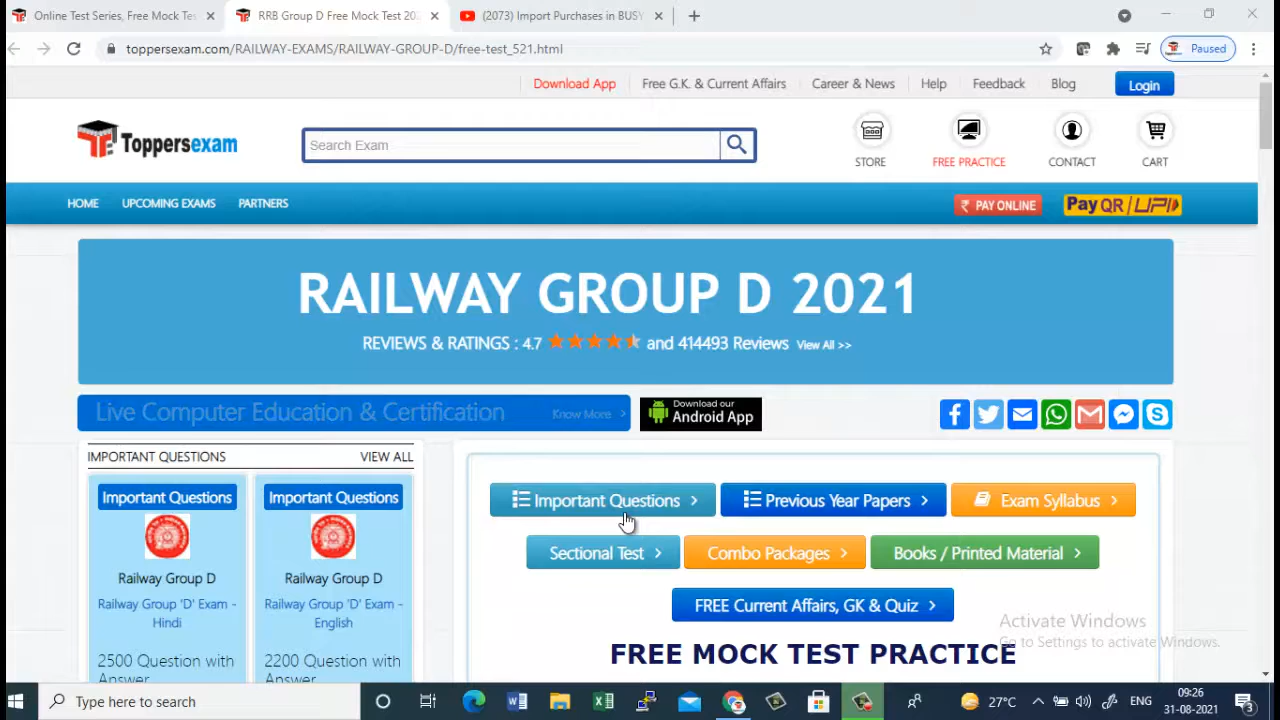 Online Test Series, Free Mock Tes
RRB Group D Free Mock Test 202
(2073) Import Purchases in BUSY
toppersexam.com/RAILWAY-EXAMS/RAILWAY-GROUP-D/free-test_521.html
Paused
Download App
Free G.K. & Current Affairs
Career & News
Help
Feedback
Blog
Login
Toppersexam
Search Exam
STORE
FREE PRACTICE
CONTACT
CART
HOME
UPCOMING EXAMS
PARTNERS
₹ PAY ONLINE
Pay QR / UPI
RAILWAY GROUP D 2021
REVIEWS & RATINGS : 4.7 ★★★★ and 414493 Reviews View All >>
Live Computer Education & Certification Know More >
Download our
Android App
IMPORTANT QUESTIONS VIEW ALL
Important Questions
Railway Group D
Railway Group 'D' Exam -
Hindi
2500 Question with
Answer
Important Questions
Railway Group D
Railway Group 'D' Exam -
English
2200 Question with
Answer
Important Questions >
Previous Year Papers >
Exam Syllabus >
Sectional Test >
Combo Packages >
Books / Printed Material >
FREE Current Affairs, GK & Quiz >
FREE MOCK TEST PRACTICE
Activate Windows
Go to Settings to activate Windows.
Type here to search
27°C
ENG
09:26
31-08-2021
3